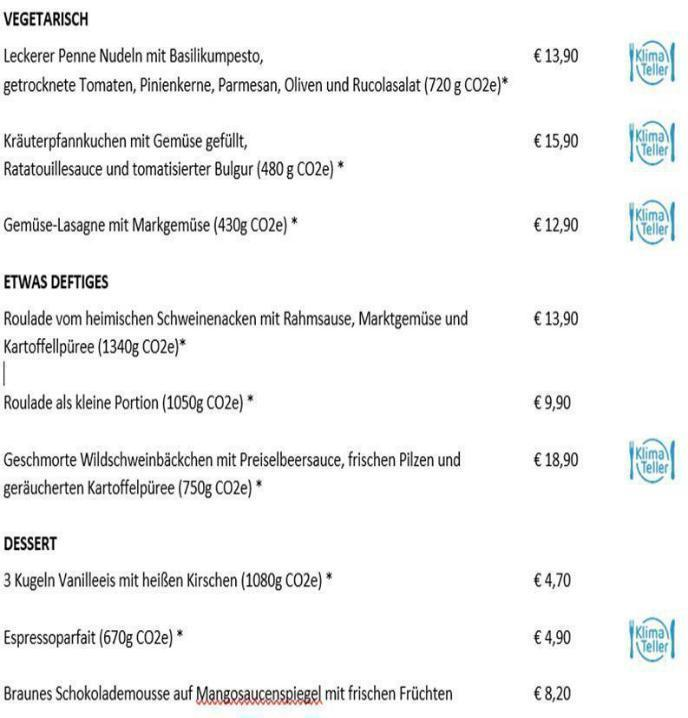 VEGETARISCH
Leckerer Penne Nudeln mit Basilikumpesto, € 13,90
getrocknete Tomaten, Pinienkerne, Parmesan, Oliven und Rucolasalat (720 g CO2e)*
Klima
Teller
Kräuterpfannkuchen mit Gemüse gefüllt, € 15,90
Ratatouillesauce und tomatisierter Bulgur (480 g CO2e) *
Klima
Teller
Gemüse-Lasagne mit Markgemüse (430g CO2e) * € 12,90
Klima
Teller
ETWAS DEFTIGES
Roulade vom heimischen Schweinenacken mit Rahmsause, Marktgemüse und € 13,90
Kartoffellpüree (1340g CO2e)*
Roulade als kleine Portion (1050g CO2e) * € 9,90
Geschmorte Wildschweinbäckchen mit Preiselbeersauce, frischen Pilzen und € 18,90
geräucherten Kartoffelpüree (750g CO2e) *
Klima
Teller
DESSERT
3 Kugeln Vanilleeis mit heißen Kirschen (1080g CO2e) * € 4,70
Espressoparfait (670g CO2e) * € 4,90
Klima
Teller
Braunes Schokolademousse auf Mangosaucenspiegel mit frischen Früchten € 8,20